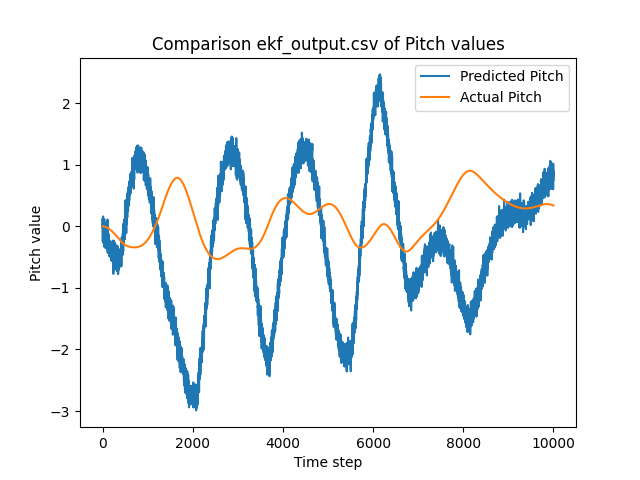 Comparison ekf_output.csv of Pitch values
Predicted Pitch
Actual Pitch
Pitch value
2
1
0
−1
−2
−3
0
2000
4000
6000
8000
10000
Time step